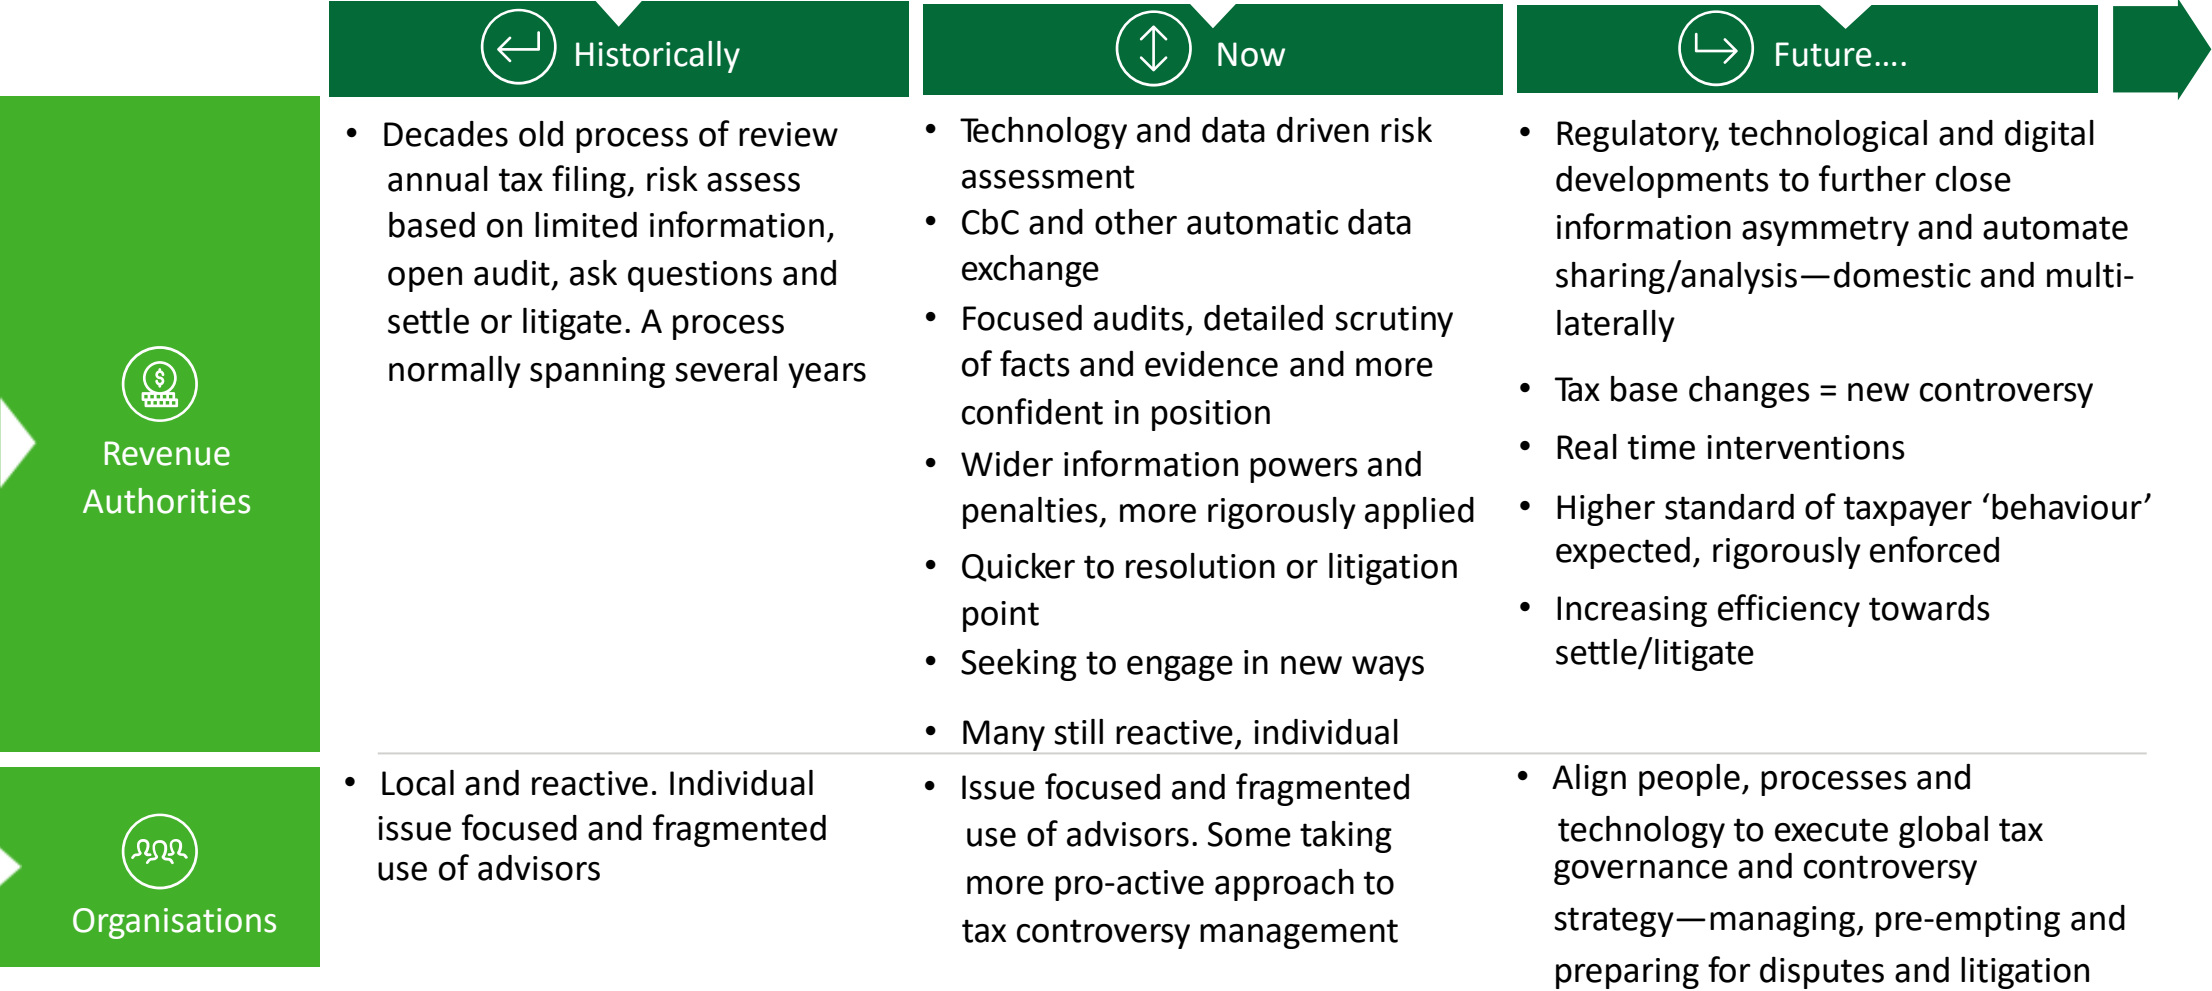 Historically
Now
Future....
Revenue
Authorities
• Decades old process of review
annual tax filing, risk assess
based on limited information,
open audit, ask questions and
settle or litigate. A process
normally spanning several years
• Technology and data driven risk
assessment
• CbC and other automatic data
exchange
• Focused audits, detailed scrutiny
of facts and evidence and more
confident in position
• Wider information powers and
penalties, more rigorously applied
• Quicker to resolution or litigation
point
• Seeking to engage in new ways
• Many still reactive, individual
• Regulatory, technological and digital
developments to further close
information asymmetry and automate
sharing/analysis—domestic and multi-
laterally
• Tax base changes = new controversy
• Real time interventions
• Higher standard of taxpayer ‘behaviour’
expected, rigorously enforced
• Increasing efficiency towards
settle/litigate
Organisations
• Local and reactive. Individual
issue focused and fragmented
use of advisors
• Issue focused and fragmented
use of advisors. Some taking
more pro-active approach to
tax controversy management
• Align people, processes and
technology to execute global tax
governance and controversy
strategy—managing, pre-empting and
preparing for disputes and litigation